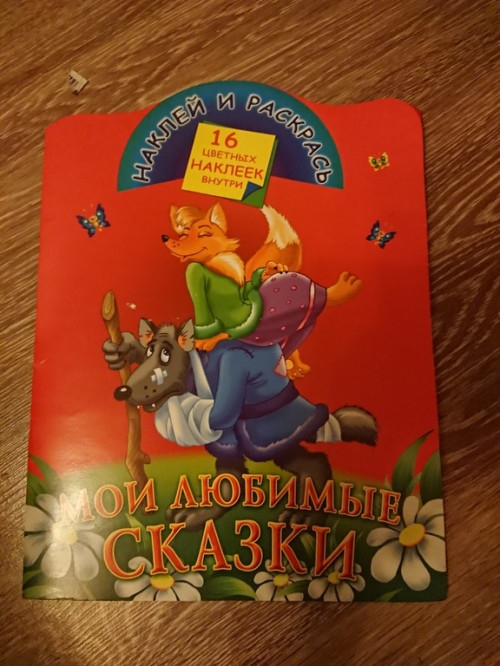 НАКЛЕЙ И РАСКРАСЬ
16
ЦВЕТНЫХ
НАКЛЕЕК
ВНУТРИ
МОИ ЛЮБИМЫЕ
СКАЗКИ